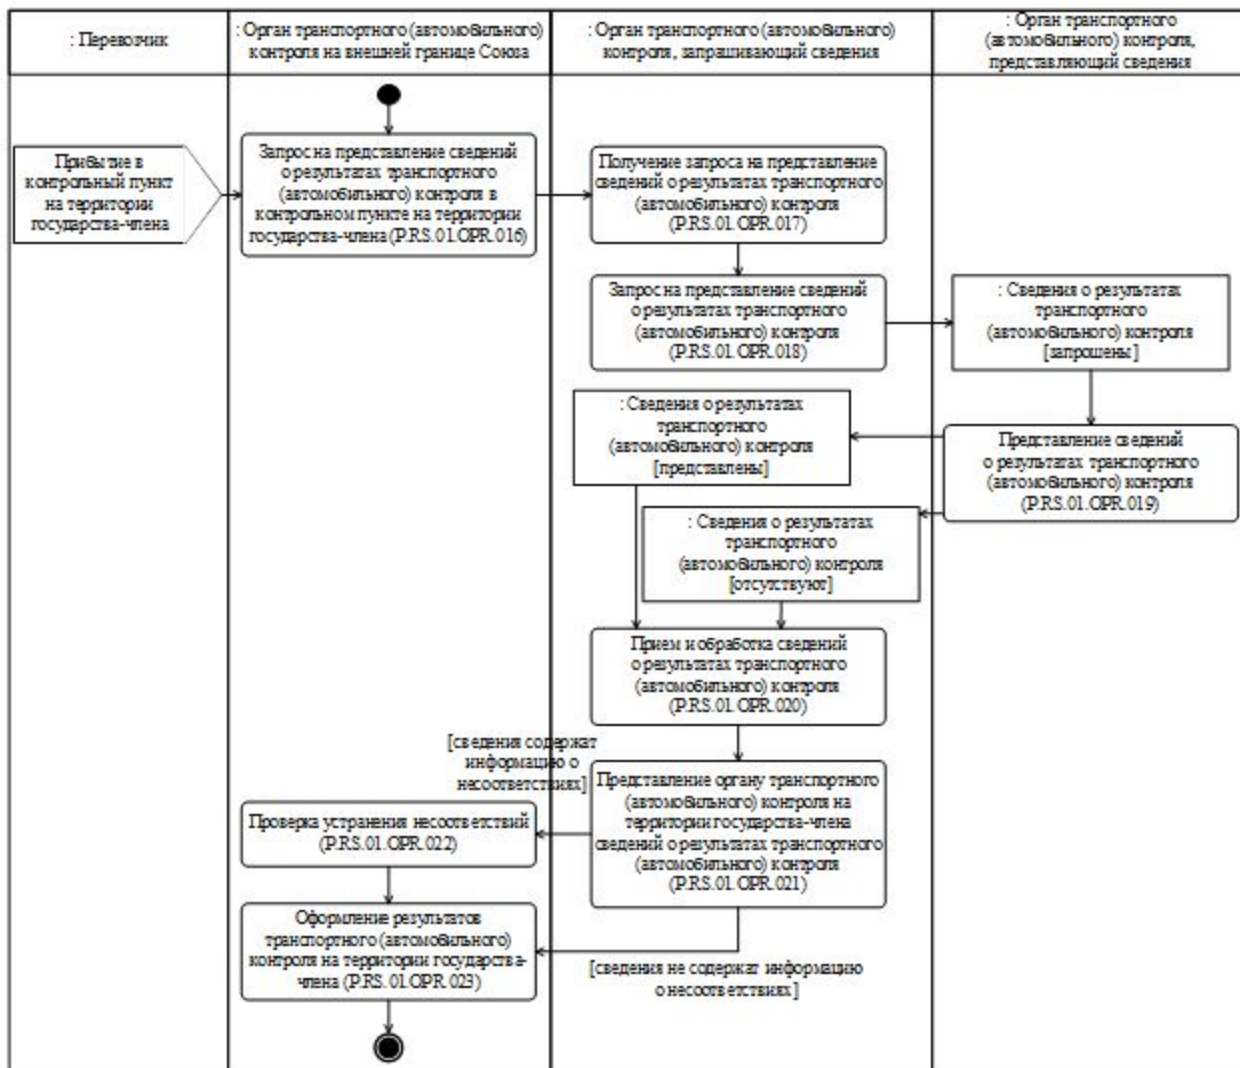 : Перевозчик
: Орган транспортного (автомобильного)
контроля на внешней границе Союза
: Орган транспортного (автомобильного)
контроля, запрашивающий сведения
: Орган транспортного
(автомобильного) контроля,
представляющий сведения
Прибытие в
контрольный пункт
на территории
государства-члена
Запрос на представление сведений
о результатах транспортного
(автомобильного) контроля в
контрольном пункте на территории
государства-члена (P.RS.01.OPR.016)
Получение запроса на представление
сведений о результатах транспортного
(автомобильного) контроля
(P.RS.01.OPR.017)
Запрос на представление сведений
о результатах транспортного
(автомобильного) контроля
(P.RS.01.OPR.018)
: Сведения о результатах
транспортного
(автомобильного) контроля
[запрошены]
: Сведения о результатах
транспортного
(автомобильного) контроля
[представлены]
Представление сведений
о результатах транспортного
(автомобильного) контроля
(P.RS.01.OPR.019)
: Сведения о результатах
транспортного
(автомобильного) контроля
[отсутствуют]
Прием и обработка сведений
о результатах транспортного
(автомобильного) контроля
(P.RS.01.OPR.020)
[сведения содержат
информацию о
несоответствиях]
Представление органу транспортного
(автомобильного) контроля на
территории государства-члена
сведений о результатах транспортного
(автомобильного) контроля
(P.RS.01.OPR.021)
Проверка устранения несоответствий
(P.RS.01.OPR.022)
Оформление результатов
транспортного (автомобильного)
контроля на территории государства-
члена (P.RS.01.OPR.023)
[сведения не содержат информацию
о несоответствиях]